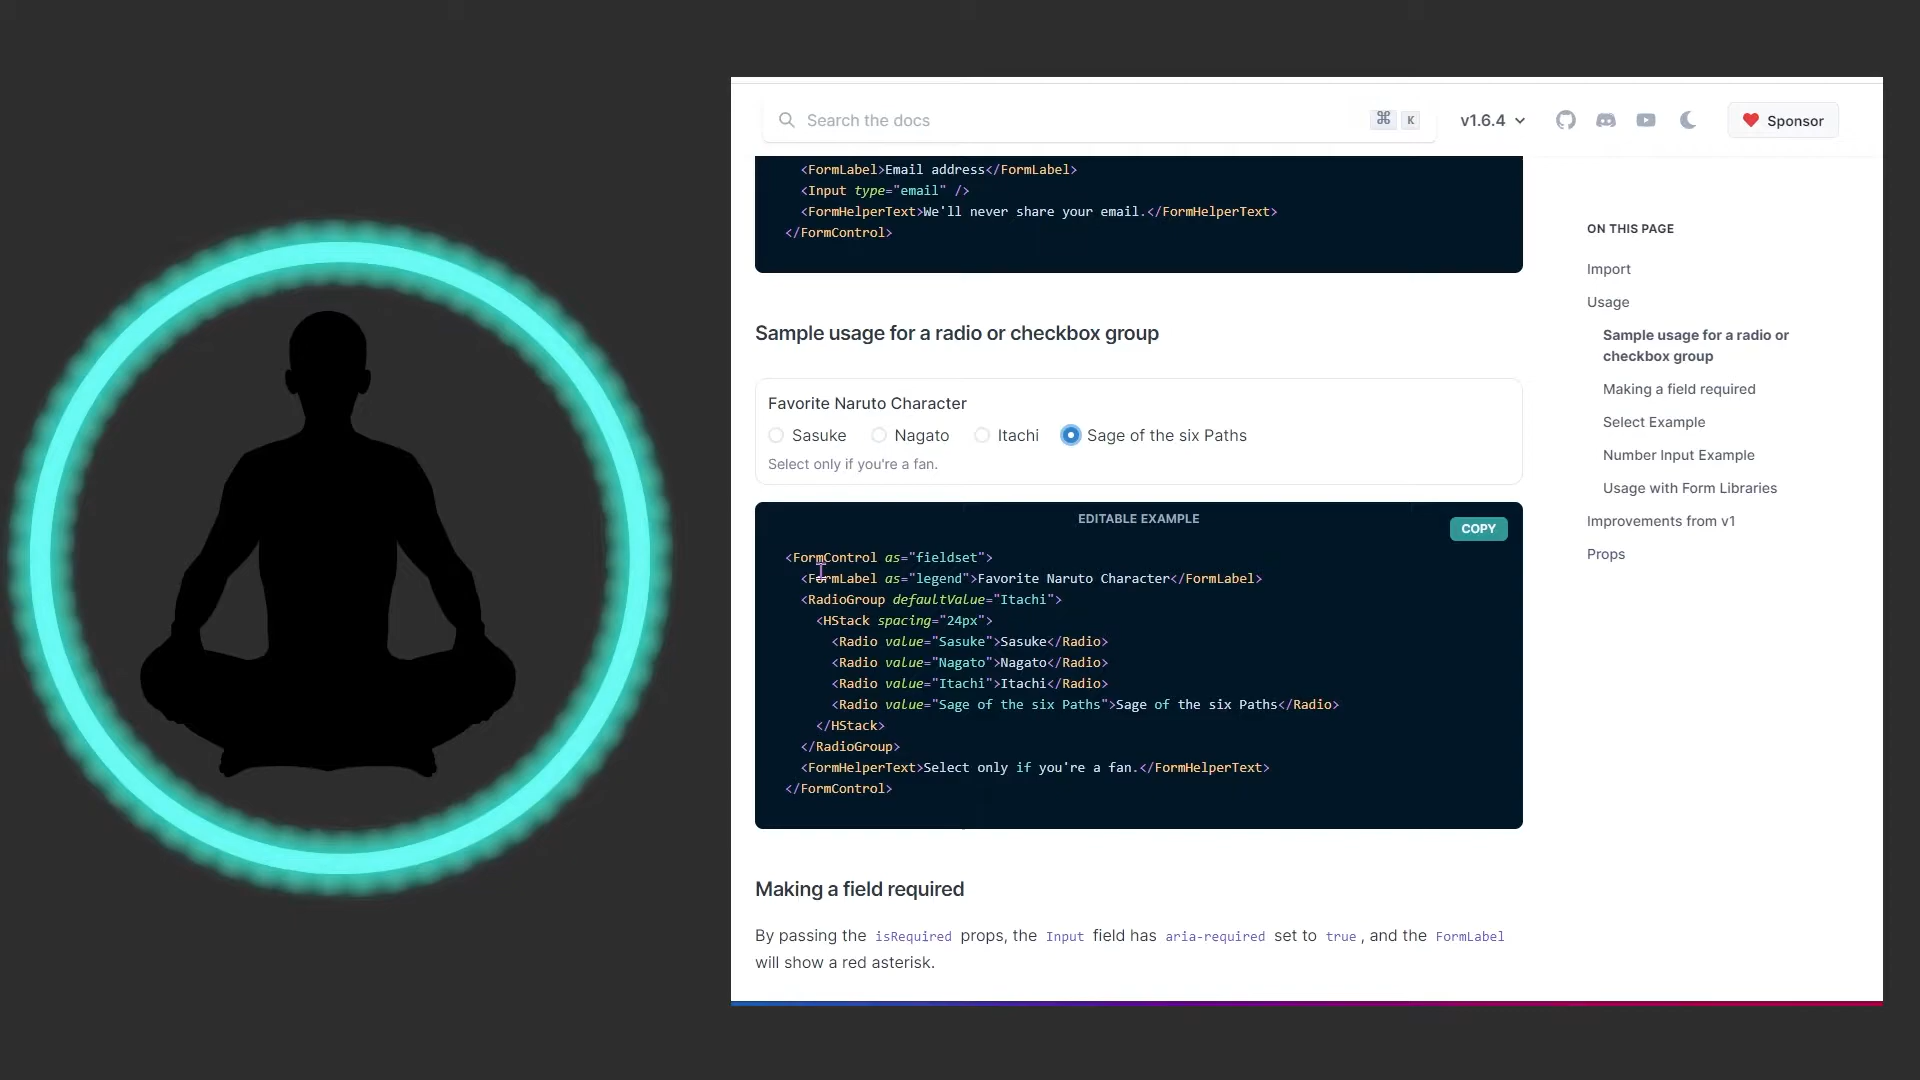 Search the docs
⌘ K
v1.6.4
Sponsor
<FormLabel>Email address</FormLabel>
<Input type="email" />
<FormHelperText>We'll never share your email.</FormHelperText>
</FormControl>
Sample usage for a radio or checkbox group
Favorite Naruto Character
Sasuke Nagato Itachi Sage of the six Paths
Select only if you're a fan.
EDITABLE EXAMPLE
COPY
<FormControl as="fieldset">
<FormLabel as="legend">Favorite Naruto Character</FormLabel>
<RadioGroup defaultValue="Itachi">
<HStack spacing="24px">
<Radio value="Sasuke">Sasuke</Radio>
<Radio value="Nagato">Nagato</Radio>
<Radio value="Itachi">Itachi</Radio>
<Radio value="Sage of the six Paths">Sage of the six Paths</Radio>
</HStack>
</RadioGroup>
<FormHelperText>Select only if you're a fan.</FormHelperText>
</FormControl>
Making a field required
By passing the isRequired props, the Input field has aria-required set to true , and the FormLabel
will show a red asterisk.
ON THIS PAGE
Import
Usage
Sample usage for a radio or
checkbox group
Making a field required
Select Example
Number Input Example
Usage with Form Libraries
Improvements from v1
Props